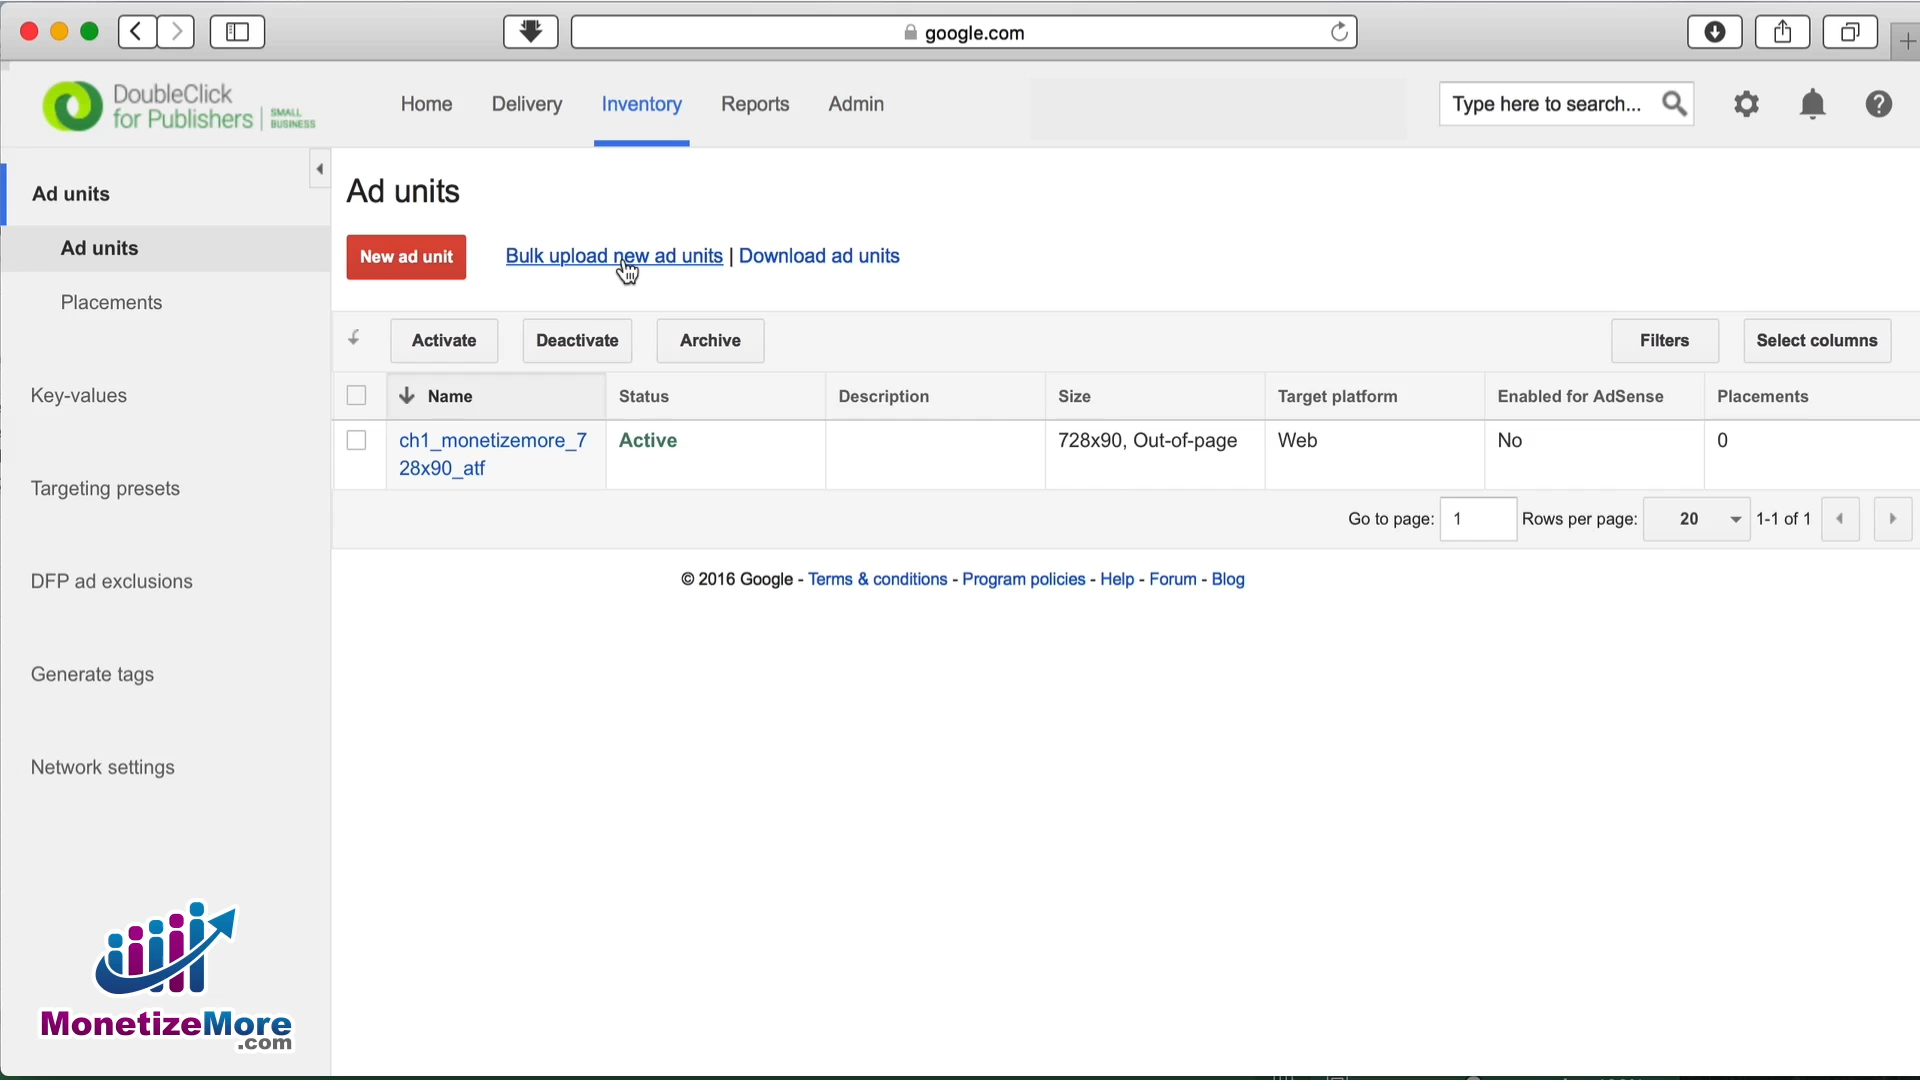 google.com
DoubleClick
for Publishers | SMALL BUSINESS
Home
Delivery
Inventory
Reports
Admin
Type here to search...
Ad units
Ad units
Placements
Key-values
Targeting presets
DFP ad exclusions
Generate tags
Network settings
MonetizeMore
.com
Ad units
New ad unit
Bulk upload new ad units | Download ad units
Activate
Deactivate
Archive
Filters
Select columns
Name
Status
Description
Size
Target platform
Enabled for AdSense
Placements
ch1_monetizemore_7
28x90_atf
Active
728x90, Out-of-page
Web
No
0
Go to page: 1 Rows per page: 20 1-1 of 1
© 2016 Google - Terms & conditions - Program policies - Help - Forum - Blog